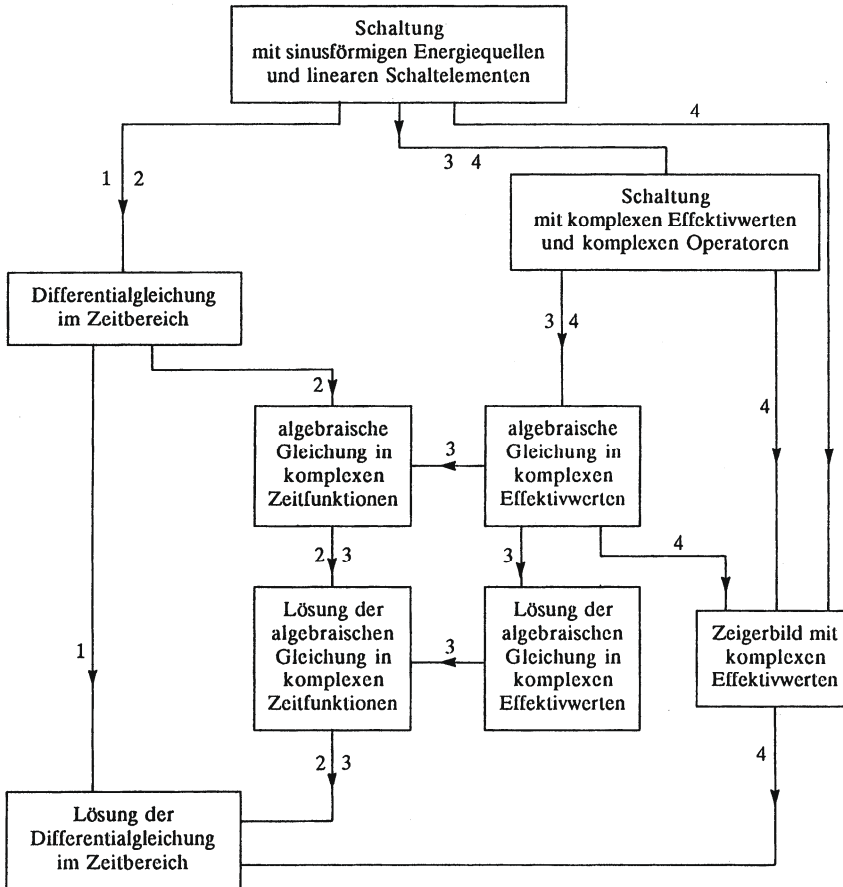 Schaltung
mit sinusförmigen Energiequellen
und linearen Schaltelementen
4
3 4
1 2
Schaltung
mit komplexen Effektivwerten
und komplexen Operatoren
Differentialgleichung
im Zeitbereich
3 4
2
4
algebraische
Gleichung in
komplexen
Zeitfunktionen
3
algebraische
Gleichung in
komplexen
Effektivwerten
2 3
3
4
1
Lösung der
algebraischen
Gleichung in
komplexen
Zeitfunktionen
3
Lösung der
algebraischen
Gleichung in
komplexen
Effektivwerten
Zeigerbild mit
komplexen
Effektivwerten
2 3
4
Lösung der
Differentialgleichung
im Zeitbereich